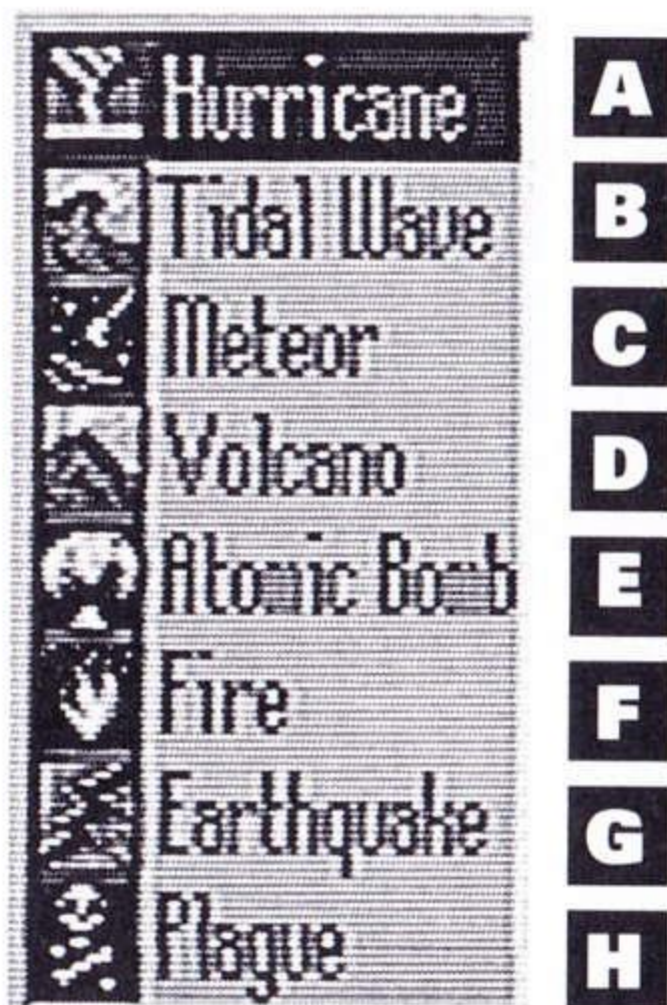 Hurricane A
Tidal Wave B
Meteor C
Volcano D
Atomic Bomb E
Fire F
Earthquake G
Plague H